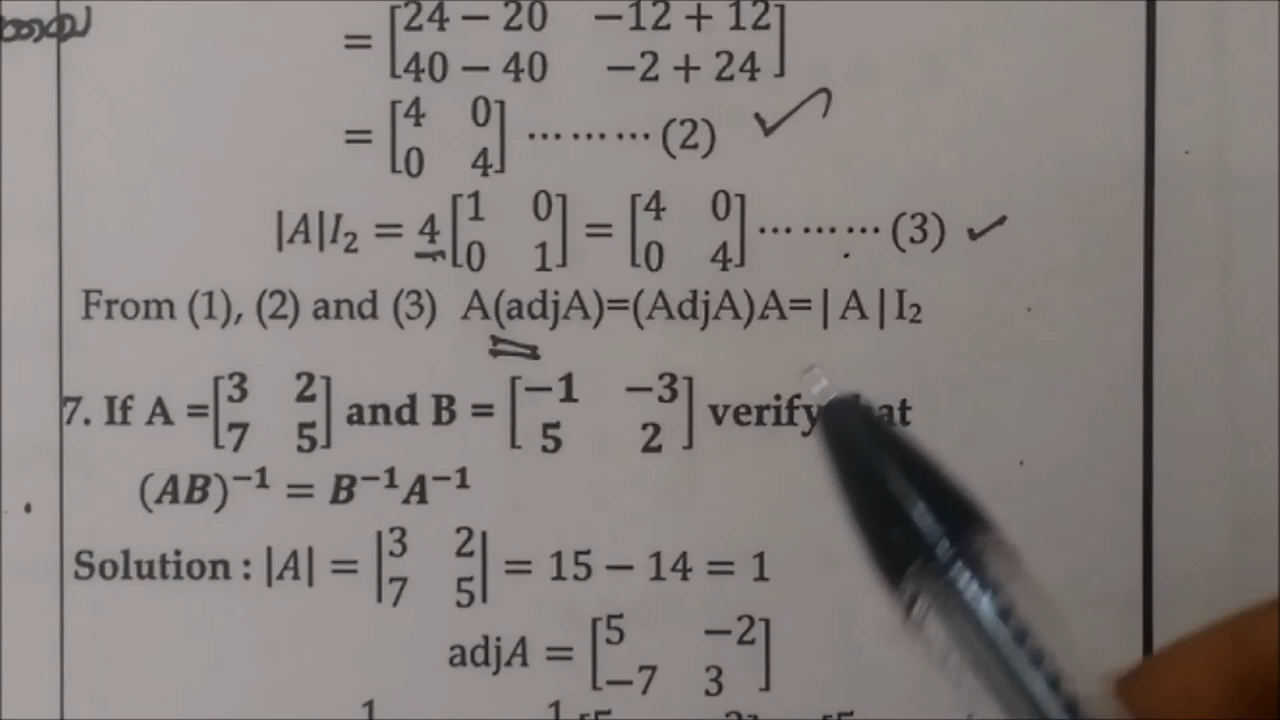 = [24 − 20 −12 + 12
40 − 40 −2 + 24]
= [4 0
0 4] ⋯⋯⋯ (2)
|A|I₂ = 4 [1 0
0 1] = [4 0
0 4] ⋯⋯⋯ (3)
From (1), (2) and (3) A(adjA)=(AdjA)A=|A|I₂
7. If A = [3 2
7 5] and B = [−1 −3
5 2] verify
(AB)⁻¹ = B⁻¹A⁻¹
Solution : |A| = |3 2
7 5| = 15 − 14 = 1
adjA = [5 −2
−7 3]